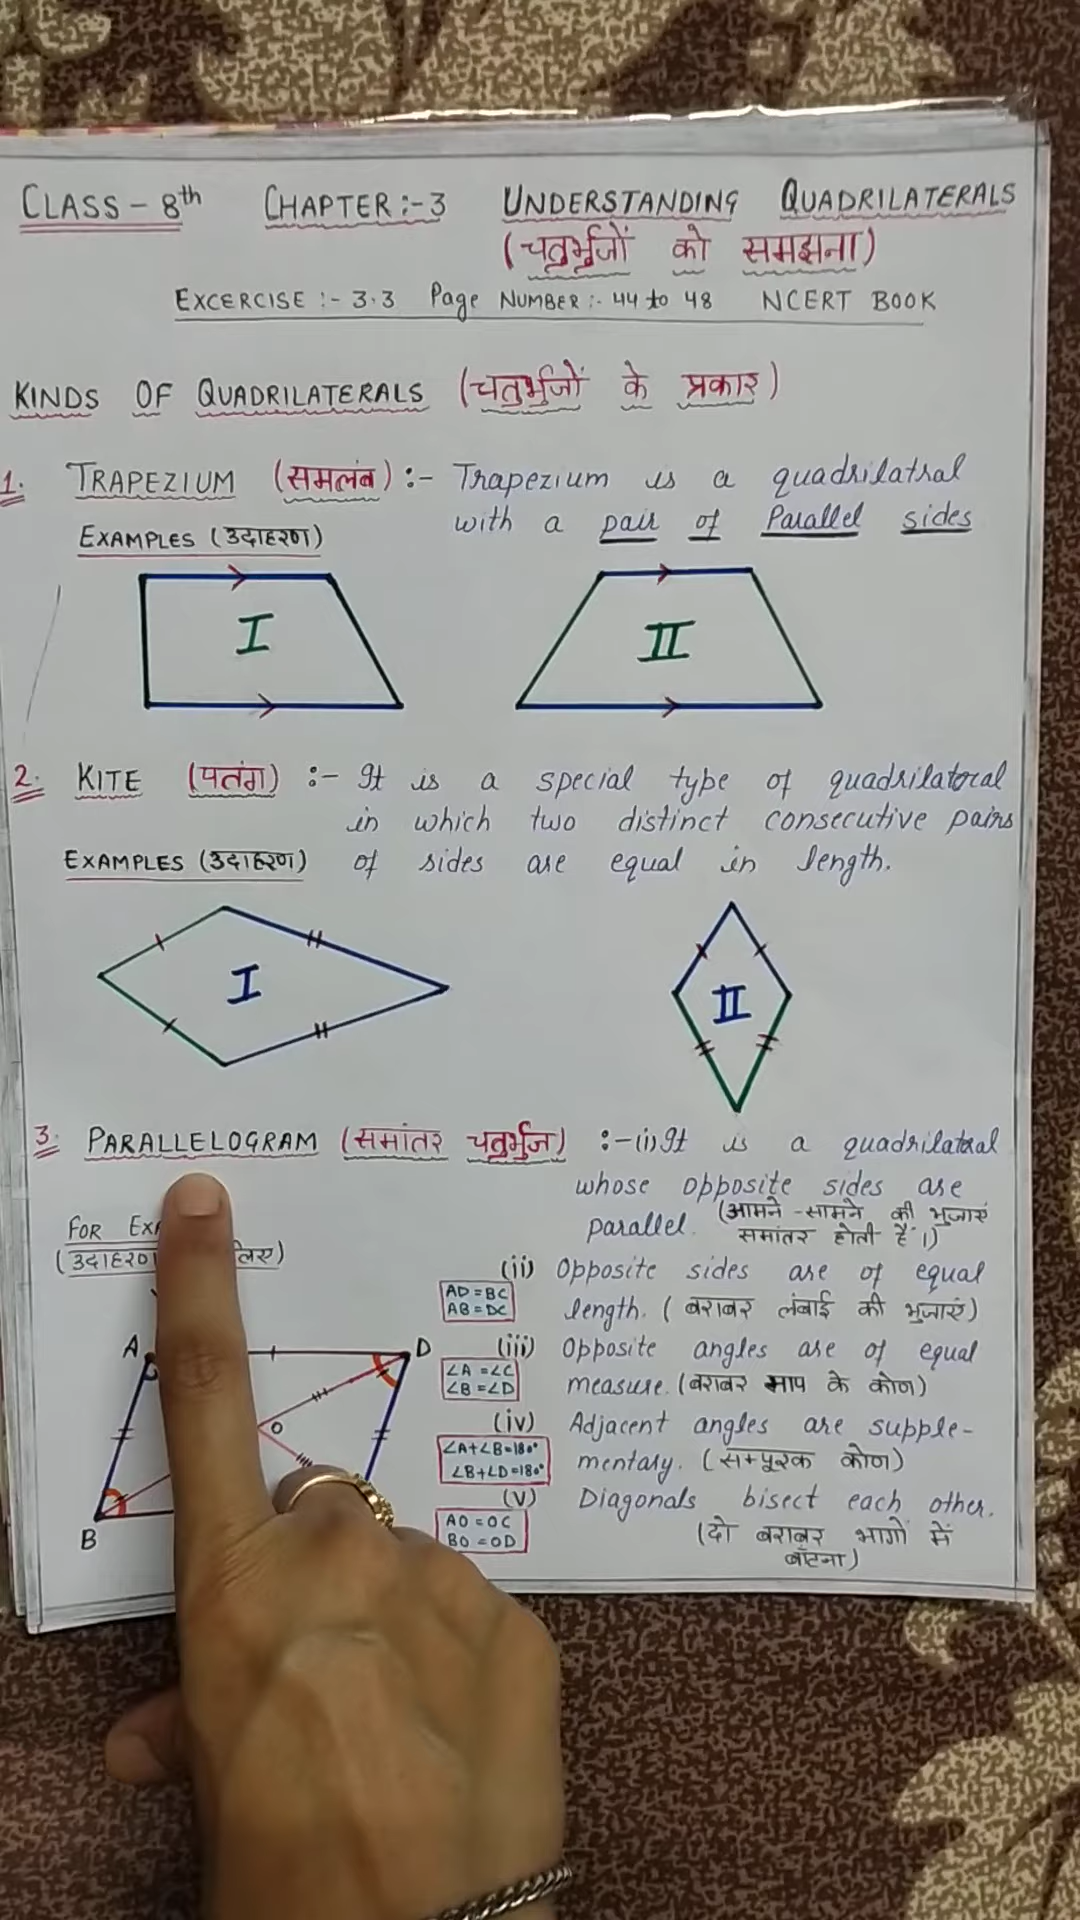 CLASS - 8th CHAPTER :- 3 UNDERSTANDING QUADRILATERALS
(चतुर्भुजों को समझना)
EXCERCISE :- 3.3 Page NUMBER :- 44 to 48 NCERT BOOK
KINDS OF QUADRILATERALS (चतुर्भुजों के प्रकार)
1. TRAPEZIUM (समलंब) :- Trapezium is a quadrilatral
with a pair of Parallel sides
EXAMPLES (उदाहरण)
I II
2. KITE (पतंग) :- It is a special type of quadrilateral
in which two distinct consecutive pairs
EXAMPLES (उदाहरण) of sides are equal in length.
I II
3. PARALLELOGRAM (समांतर चतुर्भुज) :- (i) It is a quadrilateral
whose opposite sides are
parallel. (आमने - सामने की भुजाएं
समांतर होती हैं।)
FOR
(
(ii) Opposite sides are of equal
length. (बराबर लंबाई की भुजाएं)
AD = BC
AB = DC
(iii) Opposite angles are of equal
measure. (बराबर माप के कोण)
∠A = ∠C
∠B = ∠D
(iv) Adjacent angles are supple-
mentary. (सम्पूरक कोण)
∠A+∠B=180°
∠B+∠D=180°
(v) Diagonals bisect each other.
(दो बराबर भागों में
बाँटना)
AO = OC
BO = OD
A D
O
B